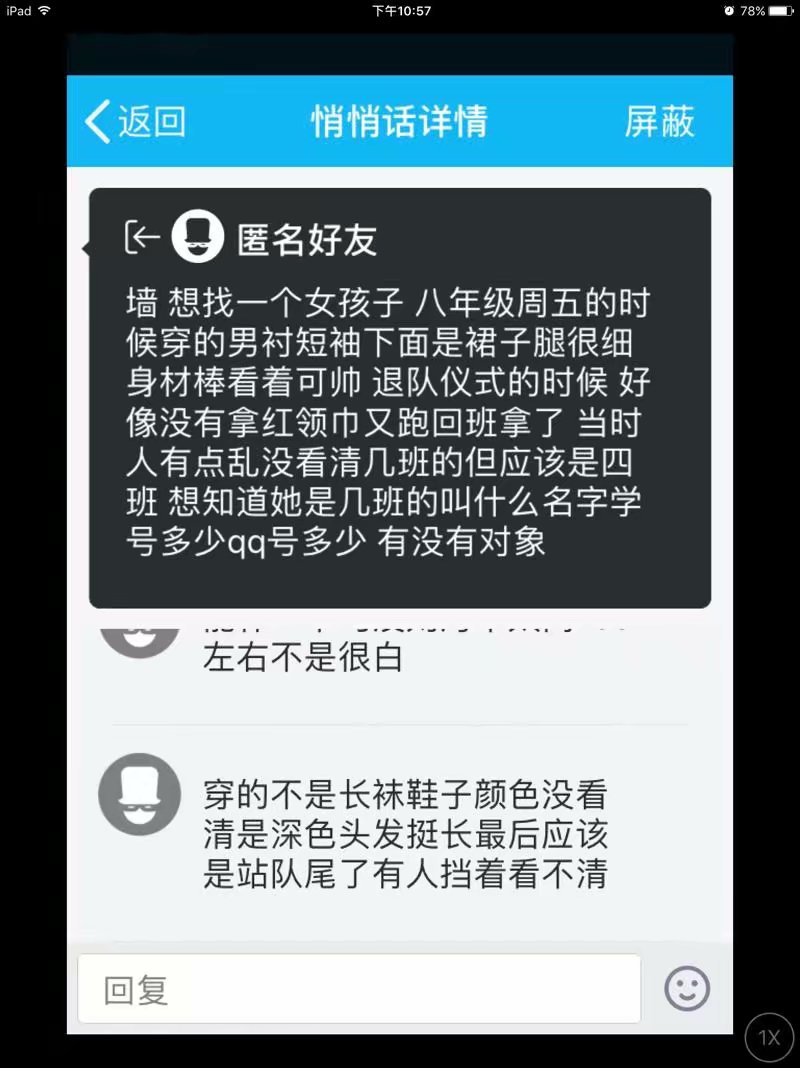 iPad 下午10:57 78%
返回 悄悄话详情 屏蔽
匿名好友
墙 想找一个女孩子 八年级周五的时
候穿的男衬短袖下面是裙子腿很细
身材棒看着可帅 退队仪式的时候 好
像没有拿红领巾又跑回班拿了 当时
人有点乱没看清几班的但应该是四
班 想知道她是几班的叫什么名字学
号多少qq号多少 有没有对象
左右不是很白
穿的不是长袜鞋子颜色没看
清是深色头发挺长最后应该
是站队尾了有人挡着看不清
回复
1X